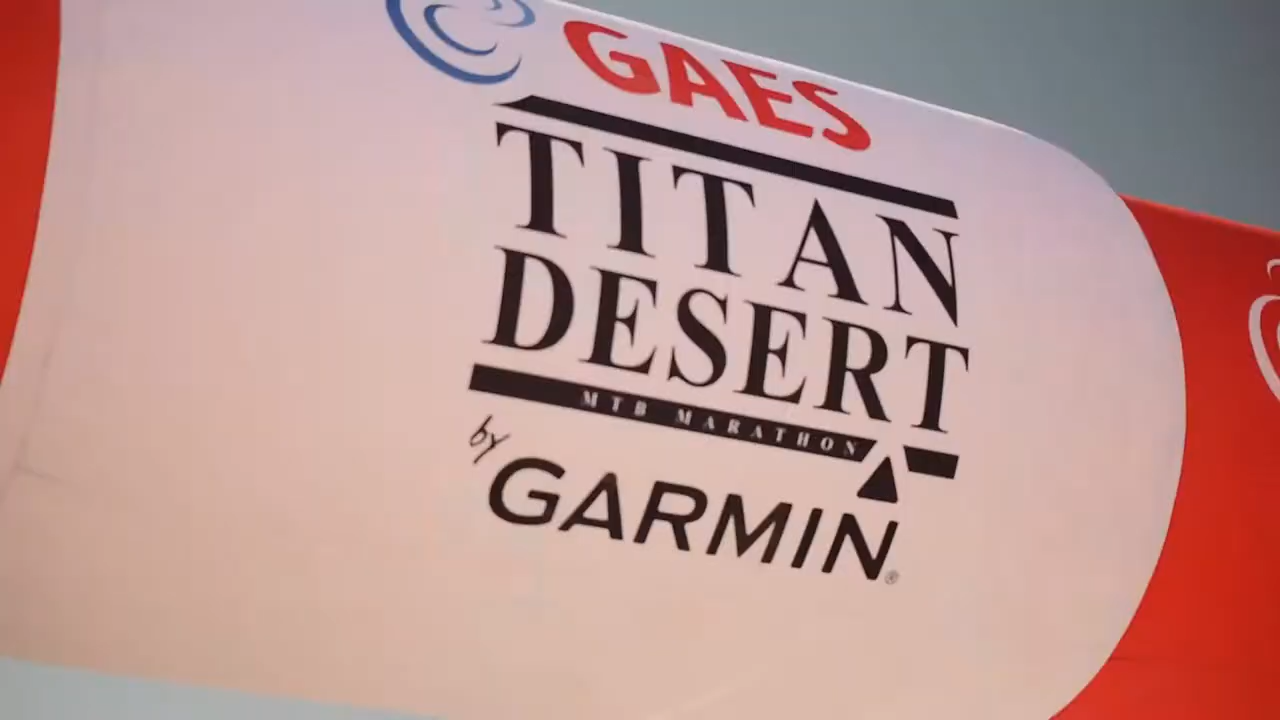 GAES
TITAN
DESERT
MTB MARATHON
by
GARMIN®